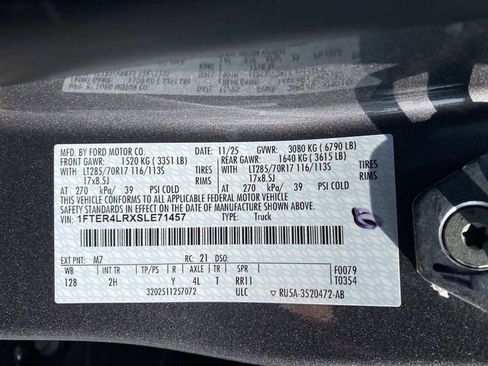 MFD. BY FORD MOTOR CO. 11/25 GVWR: 3080 KG (6790 LB)
FRONT GAWR: 1520 KG (3351 LB) REAR GAWR: 1640 KG (3615 LB)
WITH LT285/70R17 116/113S TIRES WITH LT285/70R17 116/113S TIRES
17x8.5J RIMS 17x8.5J RIMS
AT 270 kPa/ 39 PSI COLD AT 270 kPa/ 39 PSI COLD
THIS VEHICLE CONFORMS TO ALL APPLICABLE FEDERAL MOTOR VEHICLE
SAFETY STANDARDS IN EFFECT ON THE DATE OF MANUFACTURE SHOWN ABOVE.
VIN: 1FTER4LRXSLE71457 TYPE: Truck
EXT PNT: M7 RC: 21 DSO:
WB INT TR TP/PS R AXLE TR SPR F0079
128 2H Y 4L T RR11 T0354
3202511257072 ULC RU5A-3520472-AB